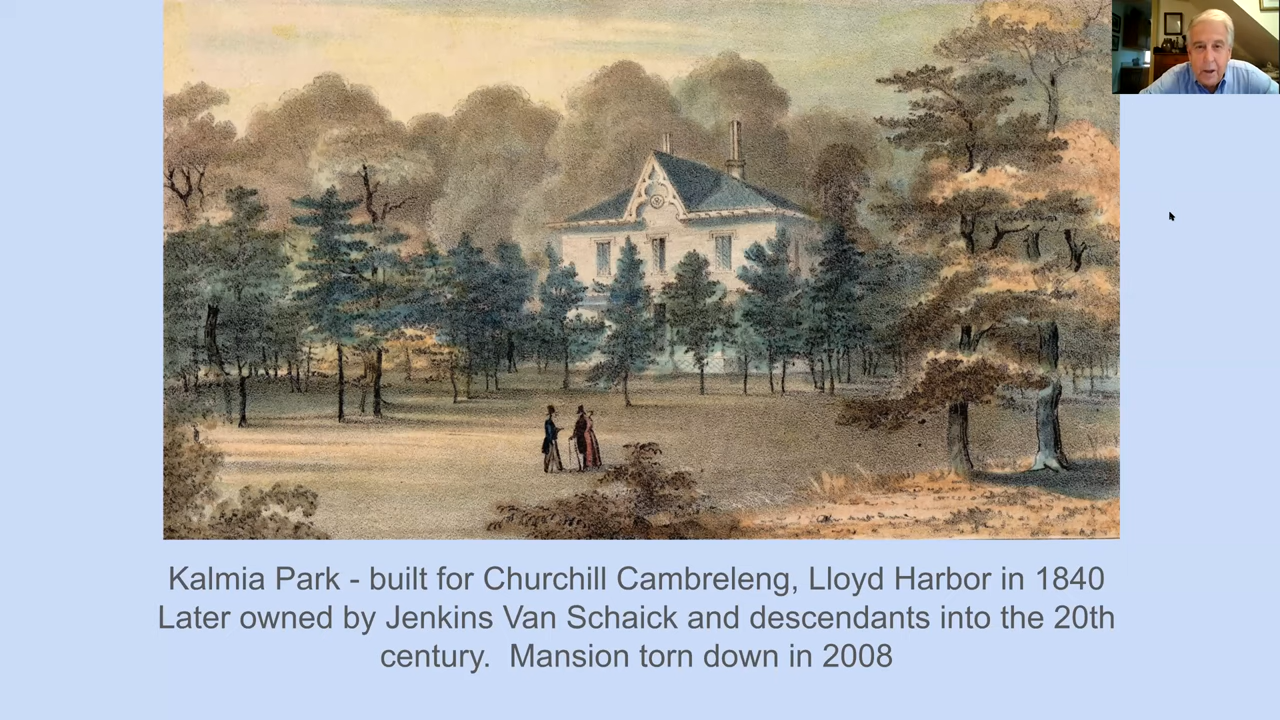 Kalmia Park - built for Churchill Cambreleng, Lloyd Harbor in 1840
Later owned by Jenkins Van Schaick and descendants into the 20th
century.  Mansion torn down in 2008